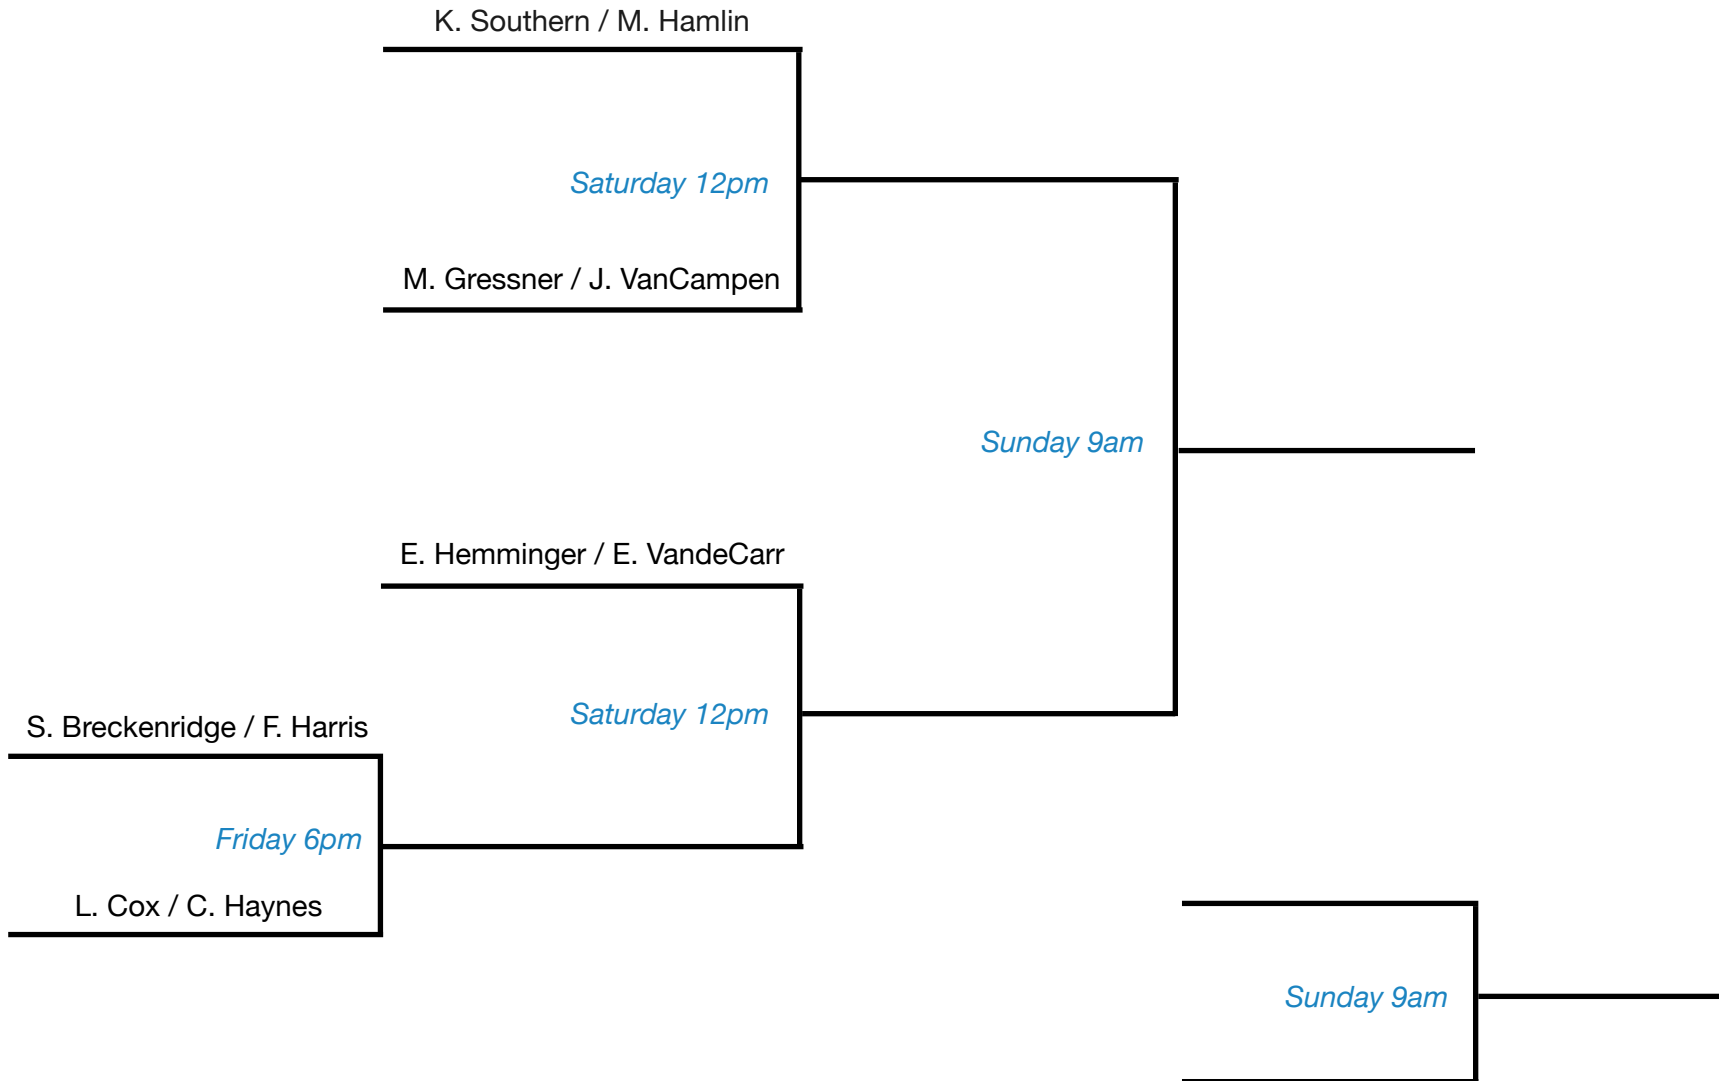 K. Southern / M. Hamlin
Saturday 12pm
M. Gressner / J. VanCampen
Sunday 9am
E. Hemminger / E. VandeCarr
Saturday 12pm
S. Breckenridge / F. Harris
Friday 6pm
L. Cox / C. Haynes
Sunday 9am